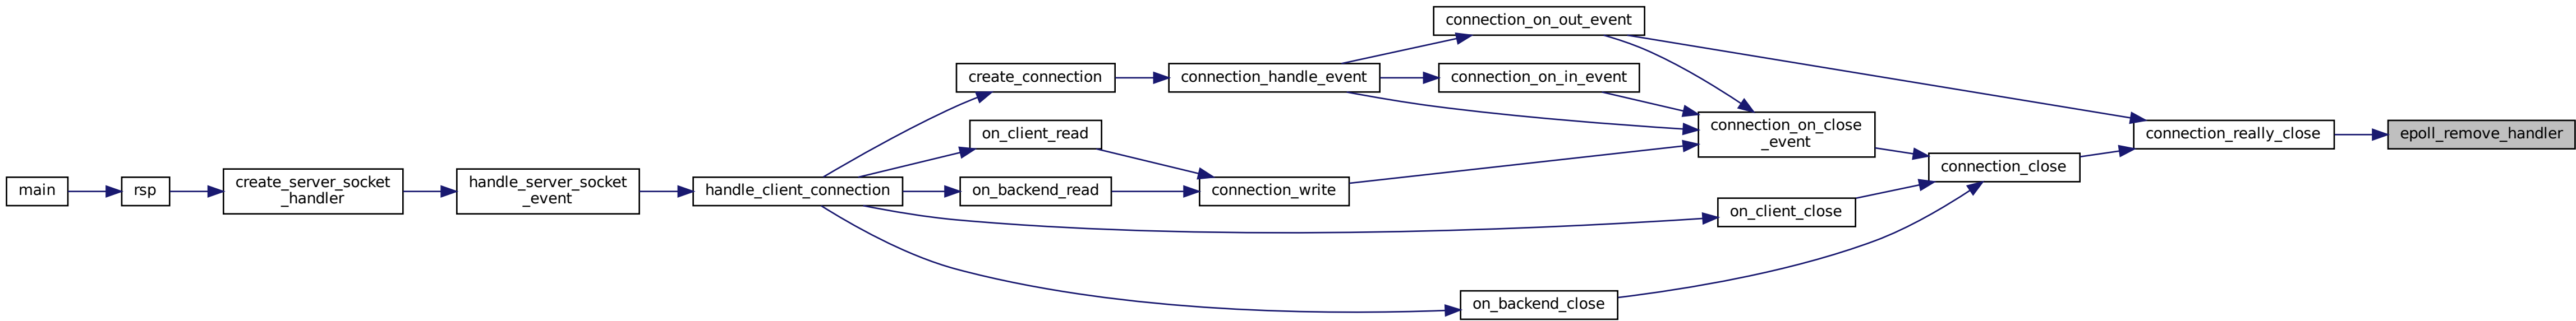 main
rsp
create_server_socket
_handler
handle_server_socket
_event
handle_client_connection
create_connection
on_client_read
on_backend_read
connection_handle_event
connection_write
connection_on_out_event
connection_on_in_event
connection_on_close
_event
on_client_close
on_backend_close
connection_close
connection_really_close
epoll_remove_handler